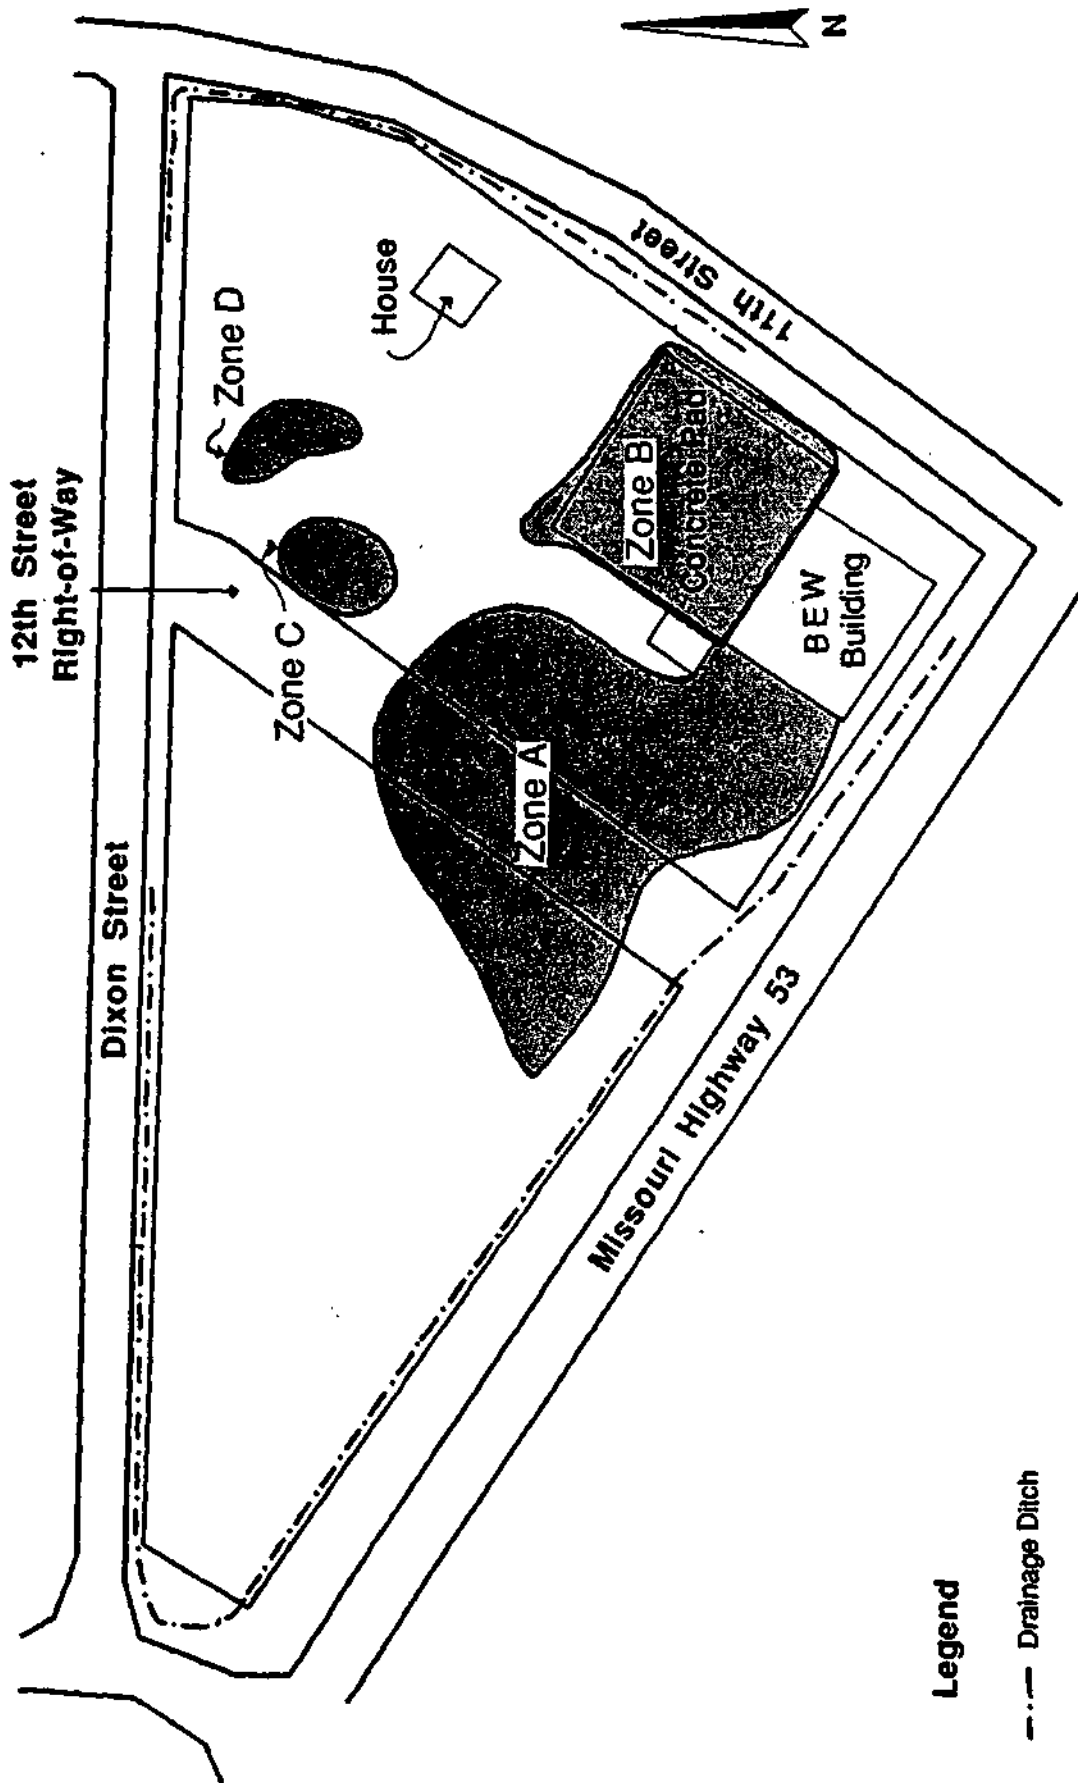 12th Street
Right-of-Way
Dixon Street
Zone D
Zone C
House
Zone A
Zone B
Concrete Pad
BEW
Building
11th Street
Missouri Highway 53
N
Legend
Drainage Ditch